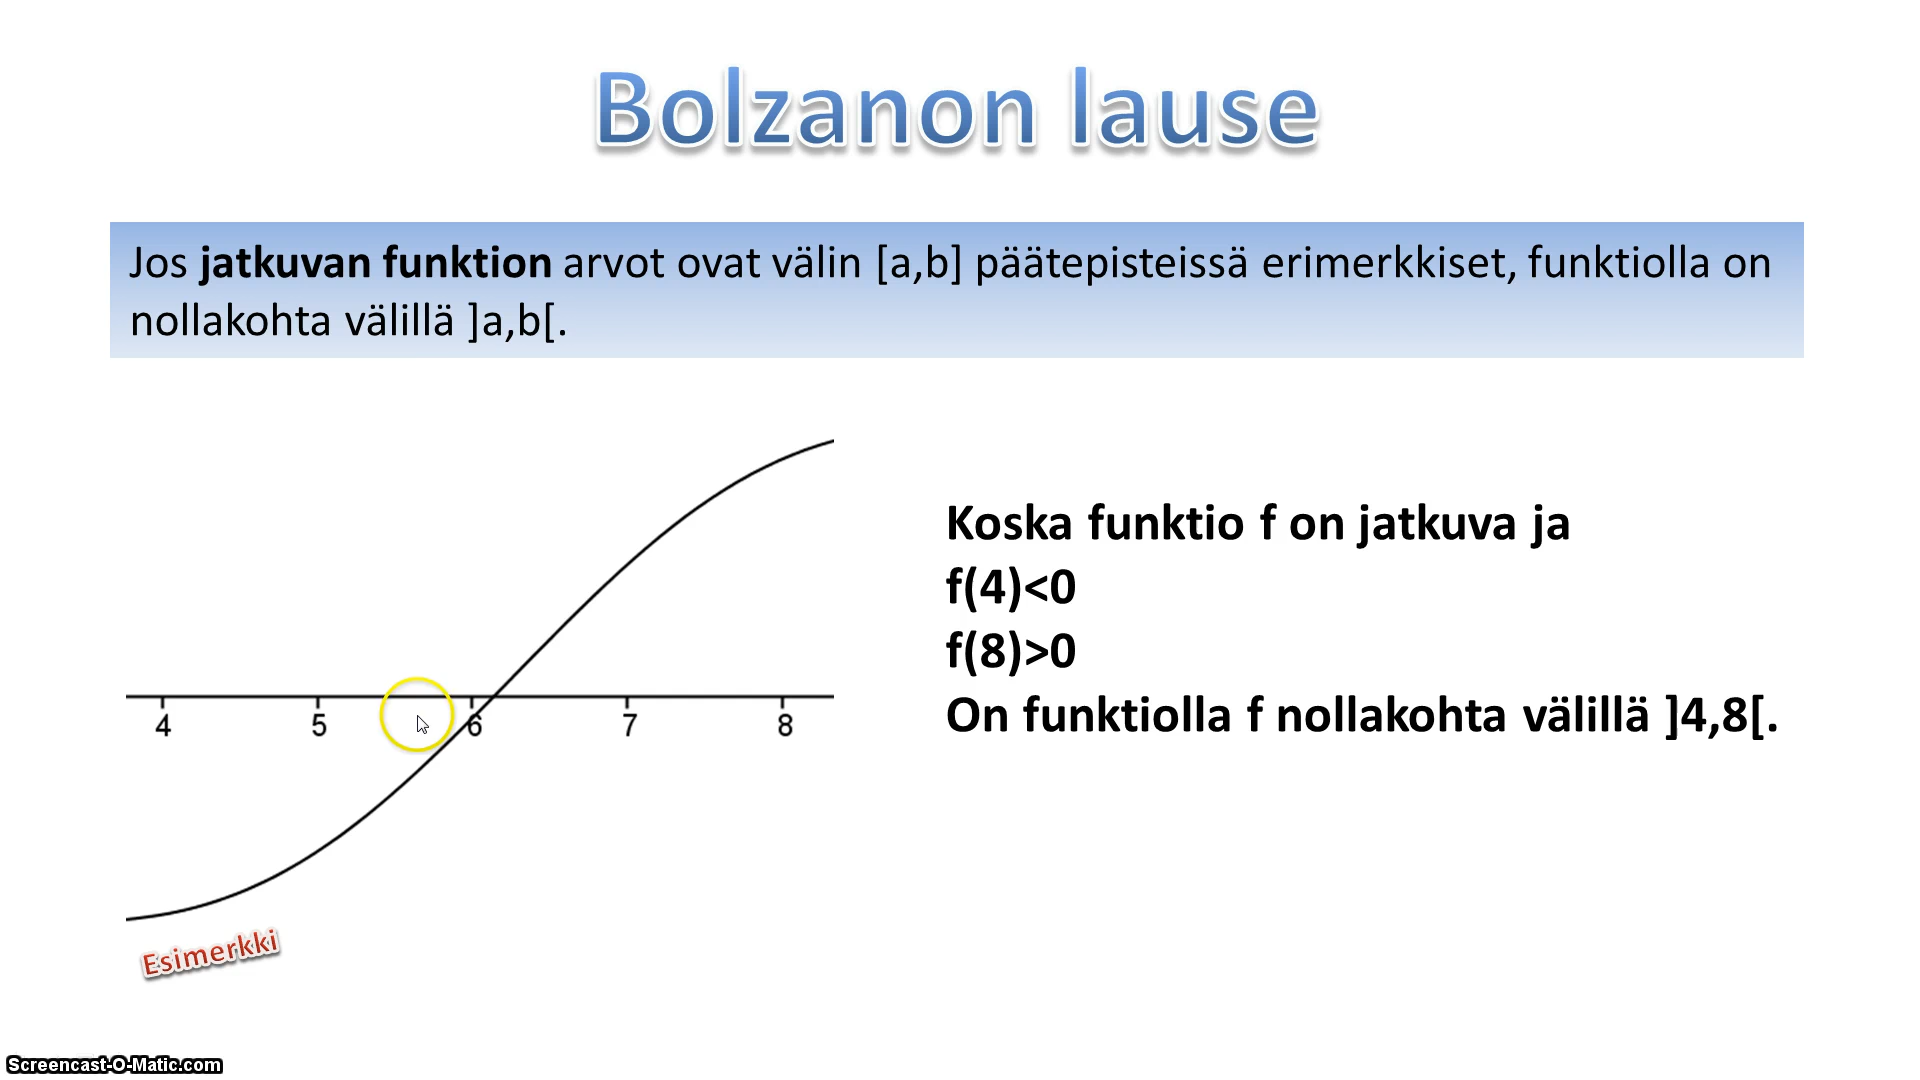 Bolzanon lause
Jos jatkuvan funktion arvot ovat välin [a,b] päätepisteissä erimerkkiset, funktiolla on
nollakohta välillä ]a,b[.
Koska funktio f on jatkuva ja
f(4)<0
f(8)>0
On funktiolla f nollakohta välillä ]4,8[.
4 5 6 7 8
Esimerkki
Screencast-O-Matic.com